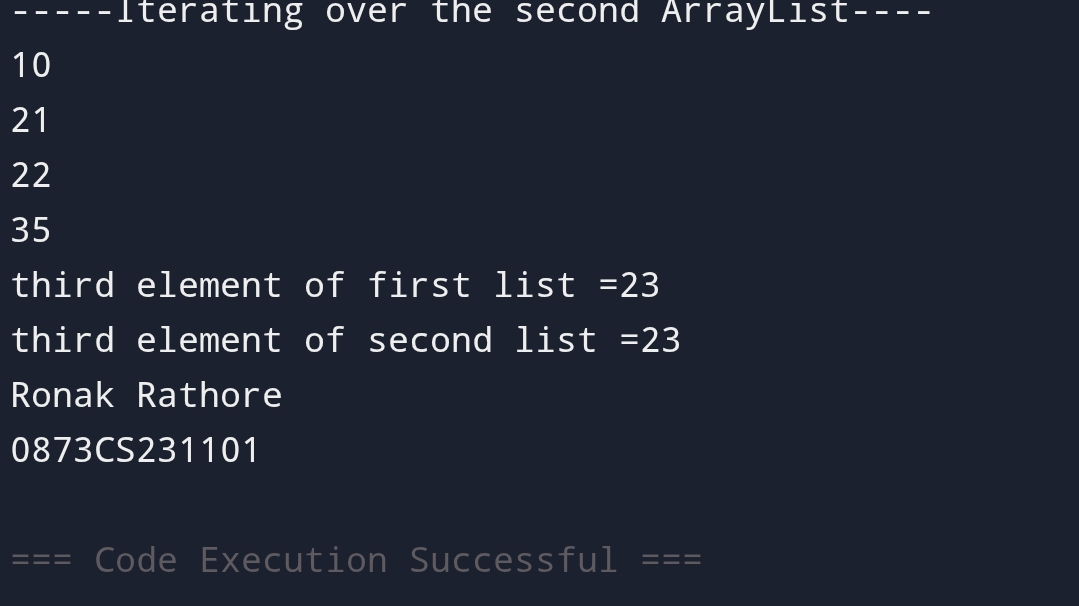 -----Iterating over the second ArrayList----
10
21
22
35
third element of first list =23
third element of second list =23
Ronak Rathore
0873CS231101
=== Code Execution Successful ===